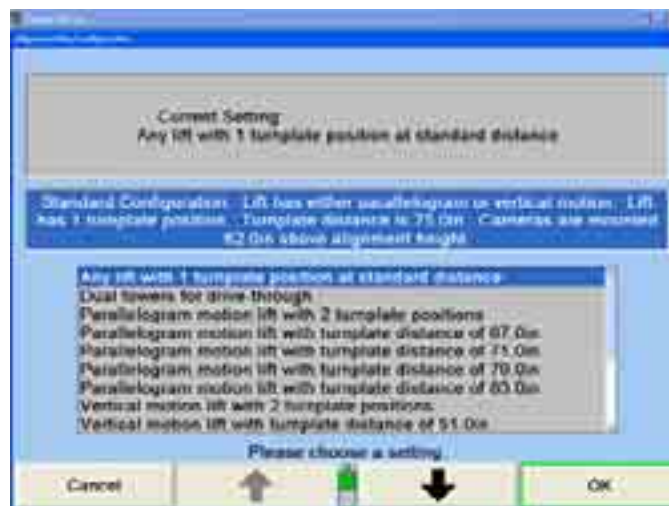 Current Setting:
Any lift with 1 turnplate position at standard distance
Standard Configuration. Lift has either parallelogram or vertical motion. Lift
has 1 turnplate position. Turnplate distance is 75.0in. Cameras are mounted
62.0in above alignment height.
Any lift with 1 turnplate position at standard distance
Dual towers for drive-through
Parallelogram motion lift with 2 turnplate positions
Parallelogram motion lift with turnplate distance of 67.0in
Parallelogram motion lift with turnplate distance of 71.0in
Parallelogram motion lift with turnplate distance of 79.0in
Parallelogram motion lift with turnplate distance of 83.0in
Vertical motion lift with 2 turnplate positions
Vertical motion lift with turnplate distance of 51.0in
Please choose a setting
Cancel
OK